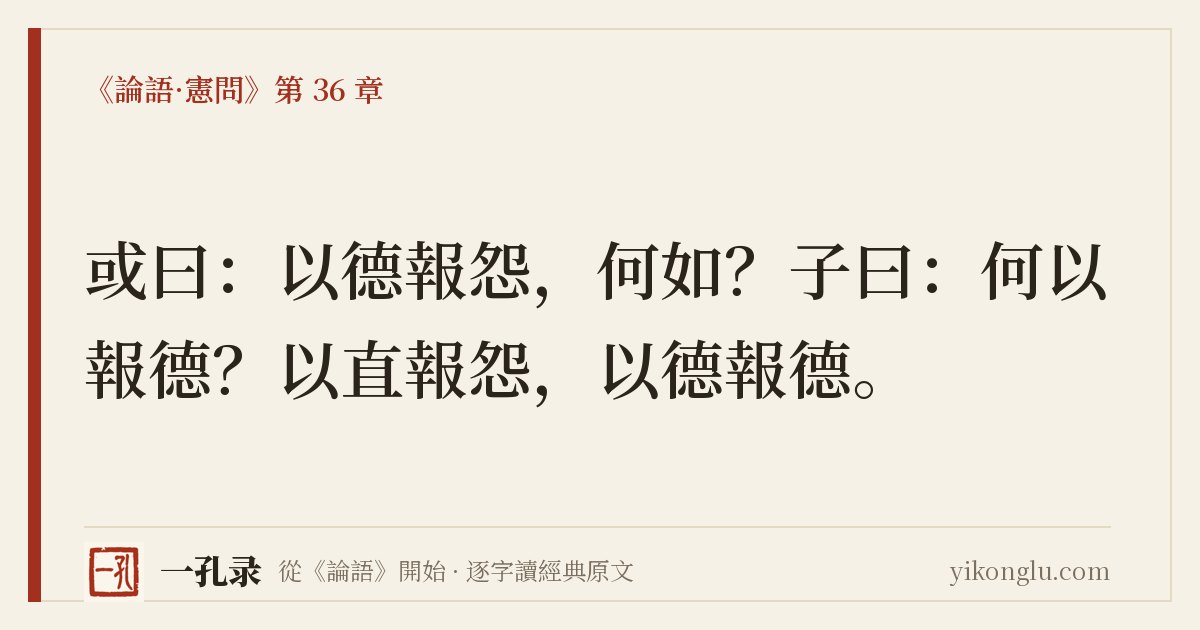 《論語·憲問》第 36 章
或曰：以德報怨，何如？子曰：何以
報德？以直報怨，以德報德。
一孔
一孔录 從《論語》開始 · 逐字讀經典原文 yikonglu.com